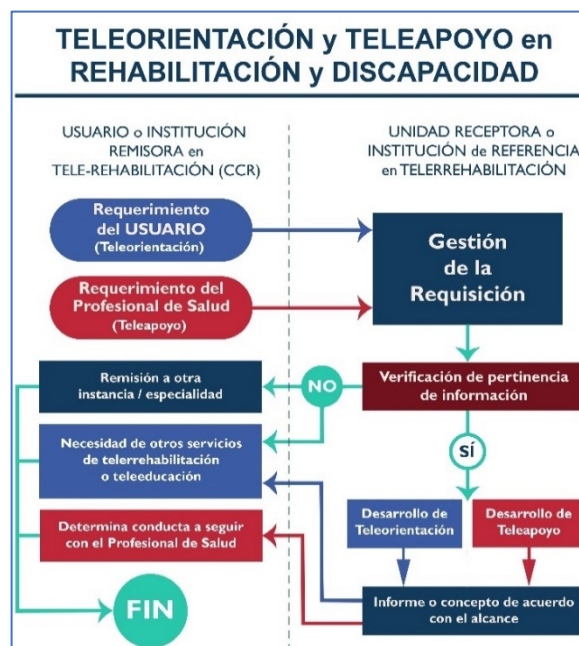 TELEORIENTACIÓN y TELEAPOYO en
REHABILITACIÓN y DISCAPACIDAD
USUARIO o INSTITUCIÓN
REMISORA en
TELE-REHABILITACIÓN (CCR)
UNIDAD RECEPTORA o
INSTITUCIÓN de REFERENCIA
en TELERREHABILITACIÓN
Requerimiento
del USUARIO
(Teleorientación)
Requerimiento del
Profesional de Salud
(Teleapoyo)
Gestión
de la
Requisición
Remisión a otra
instancia / especialidad
NO
Verificación de pertinencia
de información
Necesidad de otros servicios
de telerrehabilitación
o teleeducación
SÍ
Determina conducta a seguir
con el Profesional de Salud
Desarrollo de
Teleorientación
Desarrollo de
Teleapoyo
FIN
Informe o concepto de acuerdo
con el alcance